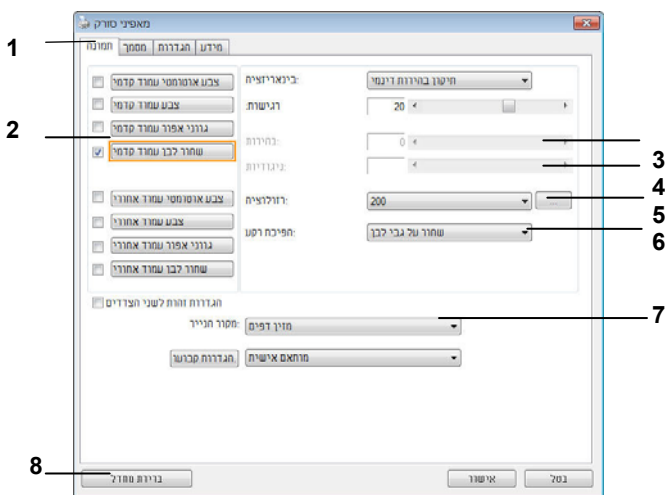 מאפיני סורק
1
תמונה מסמך הגדרות מידע
2
צבע אוטומטי עמוד קדמי
צבע עמוד קדמי
גווני אפור עמוד קדמי
שחור לבן עמוד קדמי
צבע אוטומטי עמוד אחורי
צבע עמוד אחורי
גווני אפור עמוד אחורי
שחור לבן עמוד אחורי
בינאריזציה: תיקון בהירות דינמי
רגישות: 20
בהירות: 0
ניגודיות:
3
רזולוציה: 200 ...
4
5
הפיכת רקע: שחור על גבי לבן
6
הגדרות זהות לשני הצדדים
מקור הנייר: מזין דפים
7
הגדרות קבועו. מותאם אישית
8
ברירת מחדל אישור בטל